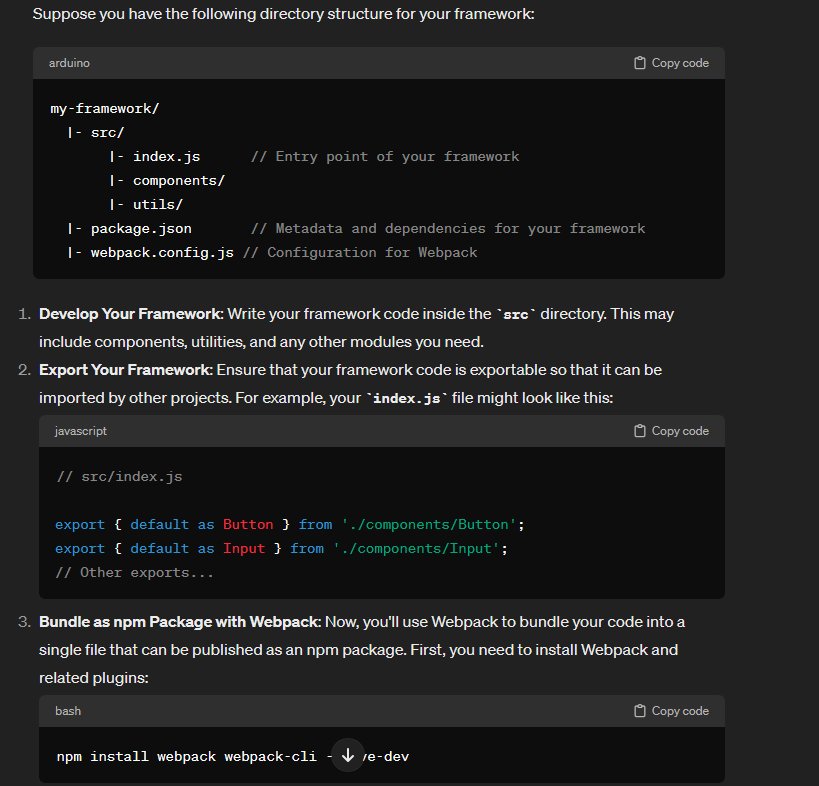 Suppose you have the following directory structure for your framework:
arduino
Copy code
my-framework/
|- src/
|- index.js // Entry point of your framework
|- components/
|- utils/
|- package.json // Metadata and dependencies for your framework
|- webpack.config.js // Configuration for Webpack
1. Develop Your Framework: Write your framework code inside the `src` directory. This may
include components, utilities, and any other modules you need.
2. Export Your Framework: Ensure that your framework code is exportable so that it can be
imported by other projects. For example, your `index.js` file might look like this:
javascript
Copy code
// src/index.js
export { default as Button } from './components/Button';
export { default as Input } from './components/Input';
// Other exports...
3. Bundle as npm Package with Webpack: Now, you'll use Webpack to bundle your code into a
single file that can be published as an npm package. First, you need to install Webpack and
related plugins:
bash
Copy code
npm install webpack webpack-cli - ve-dev